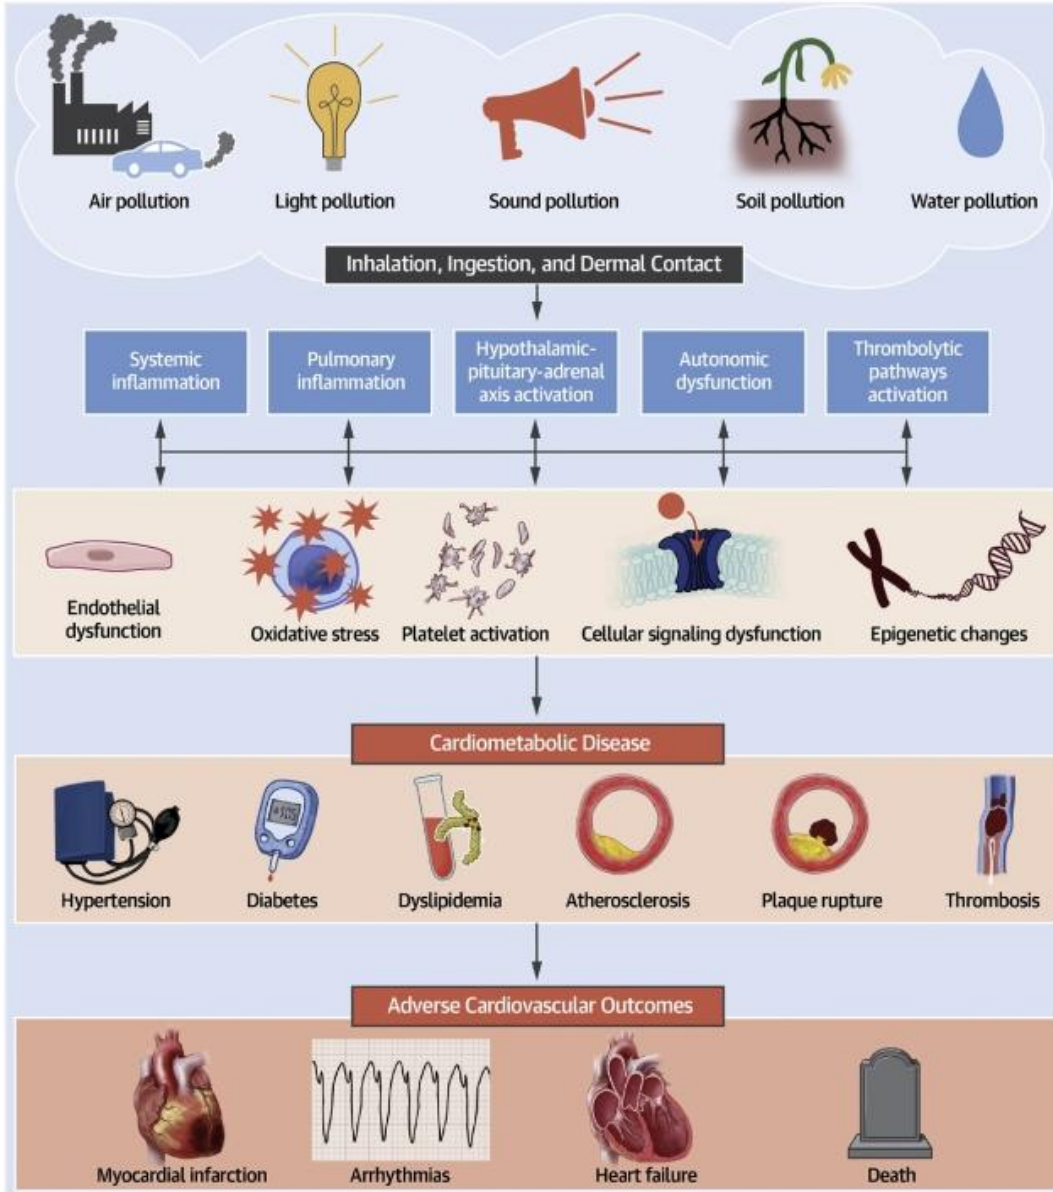 Air pollution
Light pollution
Sound pollution
Soil pollution
Water pollution
Inhalation, Ingestion, and Dermal Contact
Systemic
inflammation
Pulmonary
inflammation
Hypothalamic-
pituitary-adrenal
axis activation
Autonomic
dysfunction
Thrombolytic
pathways
activation
Endothelial
dysfunction
Oxidative stress
Platelet activation
Cellular signaling dysfunction
Epigenetic changes
Cardiometabolic Disease
Hypertension
Diabetes
Dyslipidemia
Atherosclerosis
Plaque rupture
Thrombosis
Adverse Cardiovascular Outcomes
Myocardial infarction
Arrhythmias
Heart failure
Death